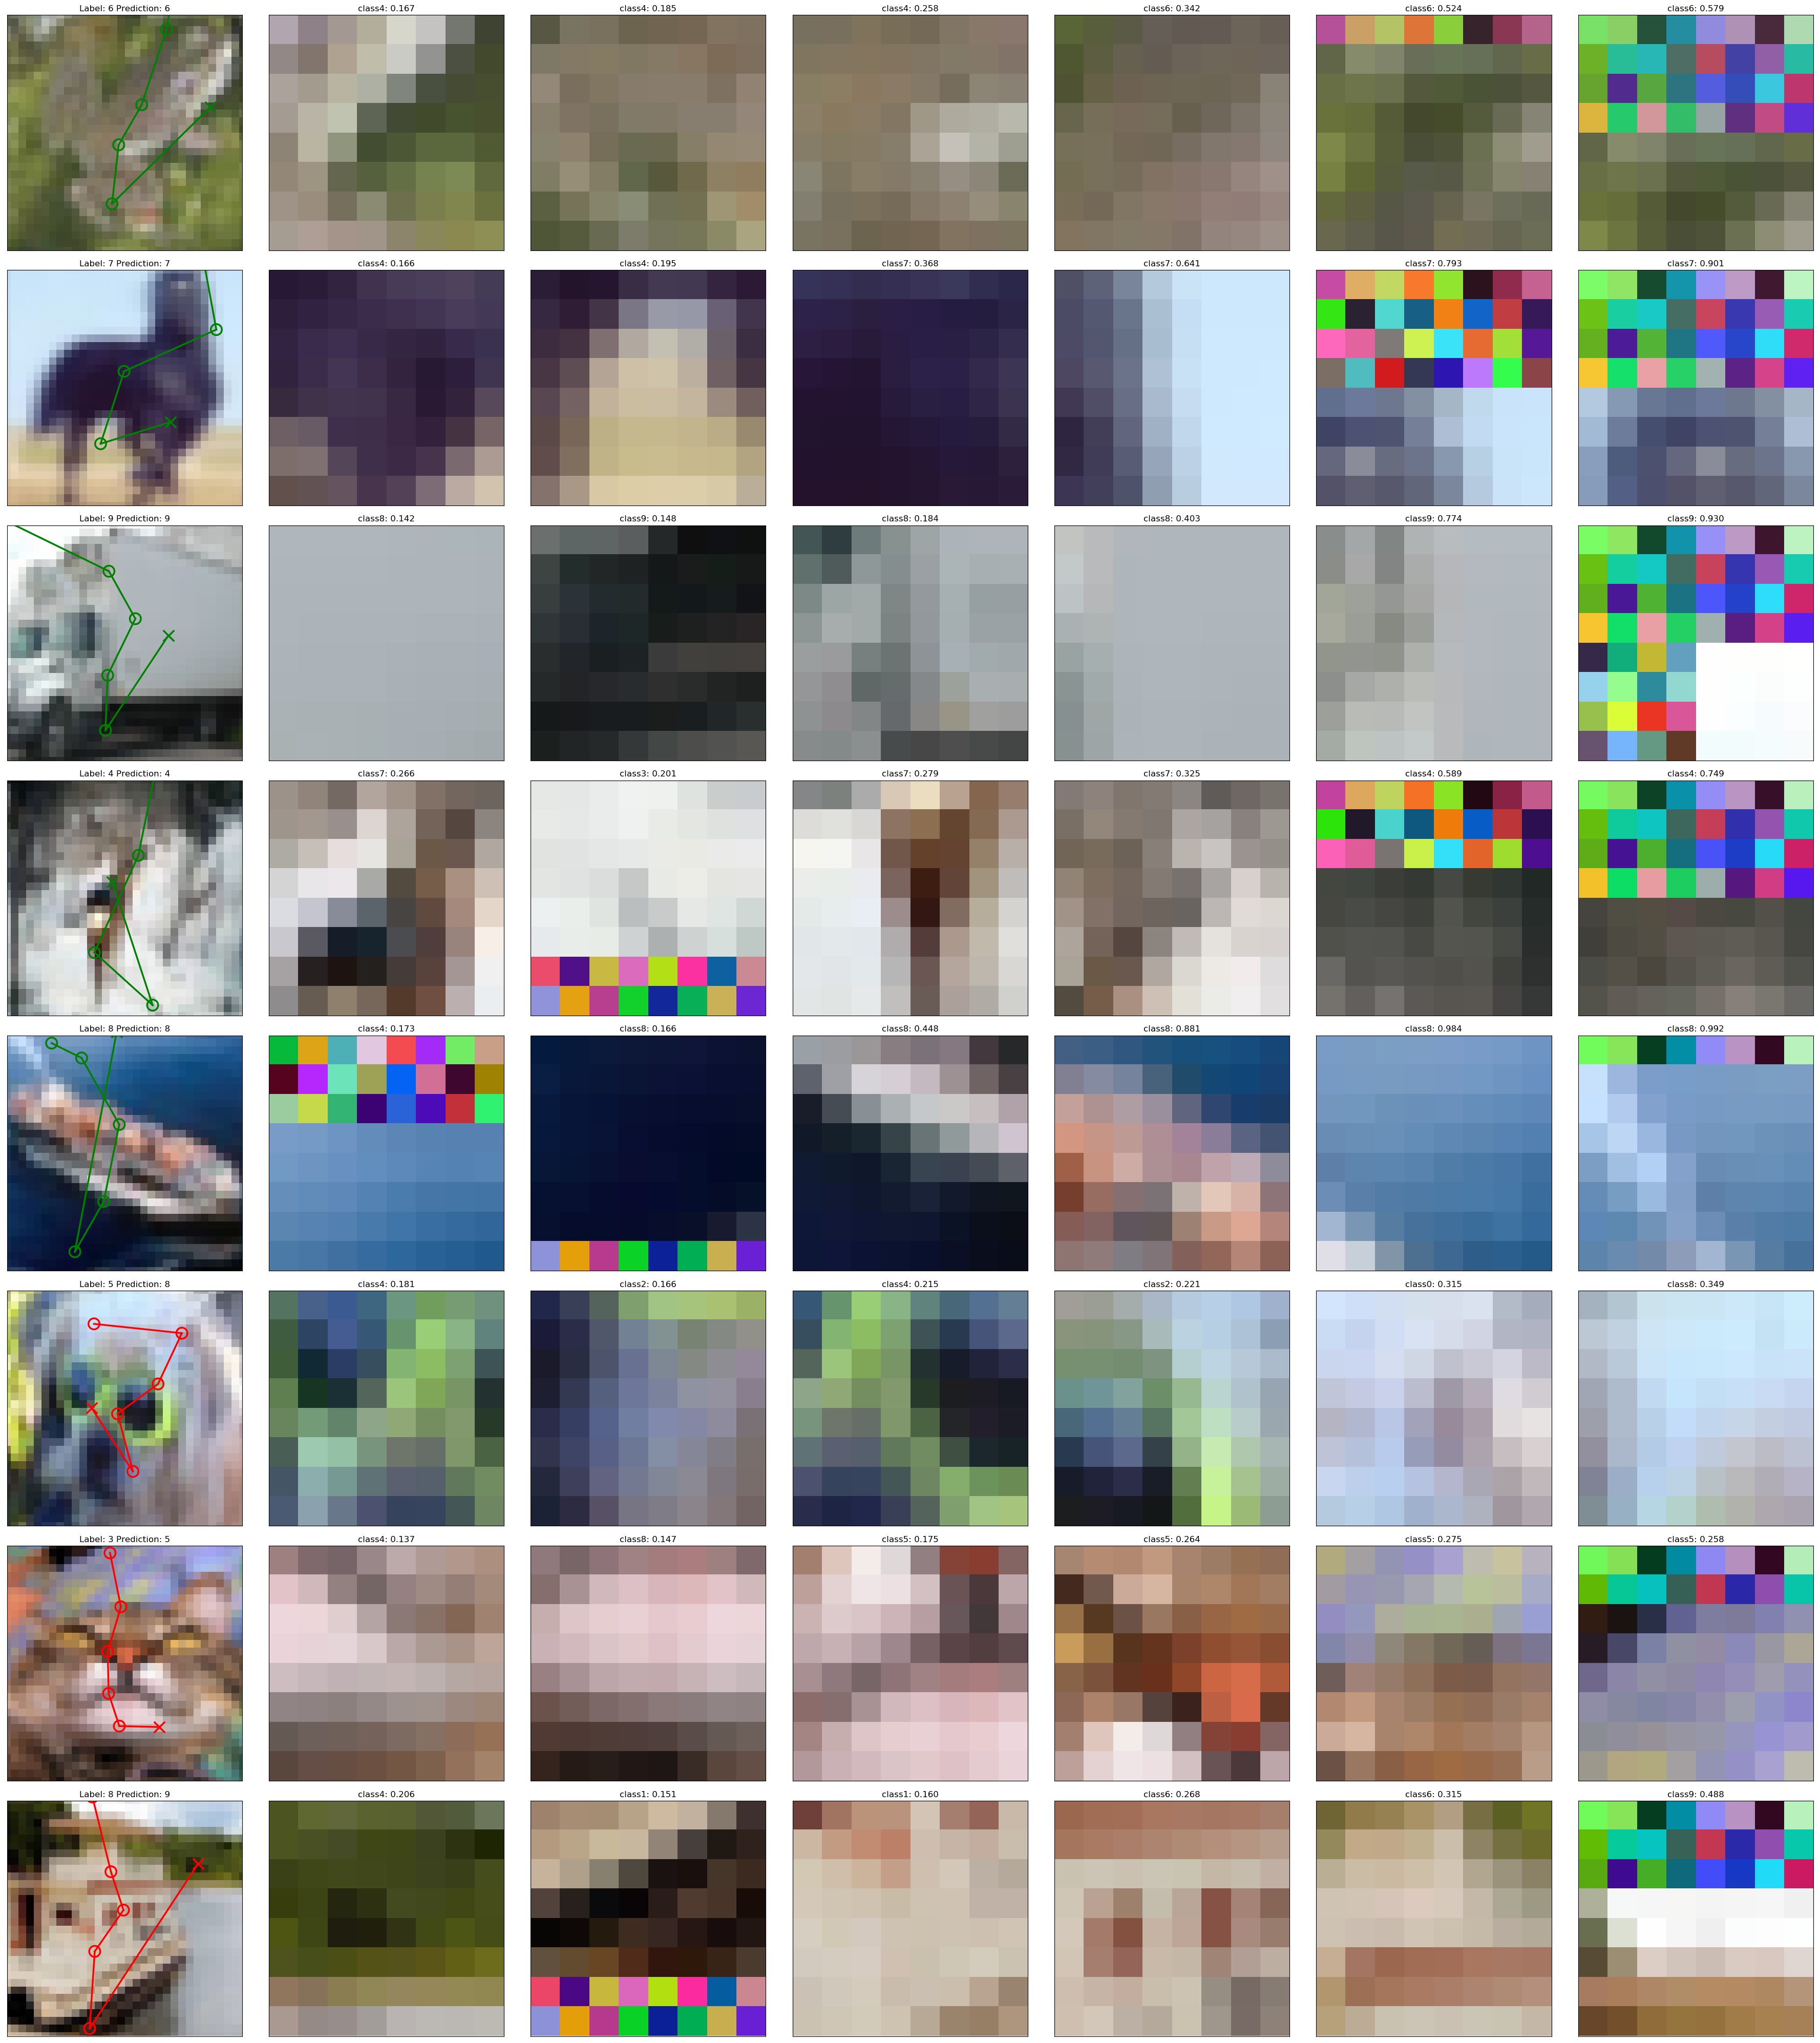 Label: 6 Prediction: 6
class4: 0.167
class4: 0.185
class4: 0.258
class6: 0.342
class6: 0.524
class6: 0.579
Label: 7 Prediction: 7
class4: 0.166
class4: 0.195
class7: 0.368
class7: 0.641
class7: 0.793
class7: 0.901
Label: 9 Prediction: 9
class8: 0.142
class9: 0.148
class8: 0.184
class8: 0.403
class9: 0.774
class9: 0.930
Label: 4 Prediction: 4
class7: 0.266
class3: 0.201
class7: 0.279
class7: 0.325
class4: 0.589
class4: 0.749
Label: 8 Prediction: 8
class4: 0.173
class8: 0.166
class8: 0.448
class8: 0.881
class8: 0.984
class8: 0.992
Label: 5 Prediction: 8
class4: 0.181
class2: 0.166
class4: 0.215
class2: 0.221
class0: 0.315
class8: 0.349
Label: 3 Prediction: 5
class4: 0.137
class8: 0.147
class5: 0.175
class5: 0.264
class5: 0.275
class5: 0.258
Label: 8 Prediction: 9
class4: 0.206
class1: 0.151
class1: 0.160
class6: 0.268
class6: 0.315
class9: 0.488